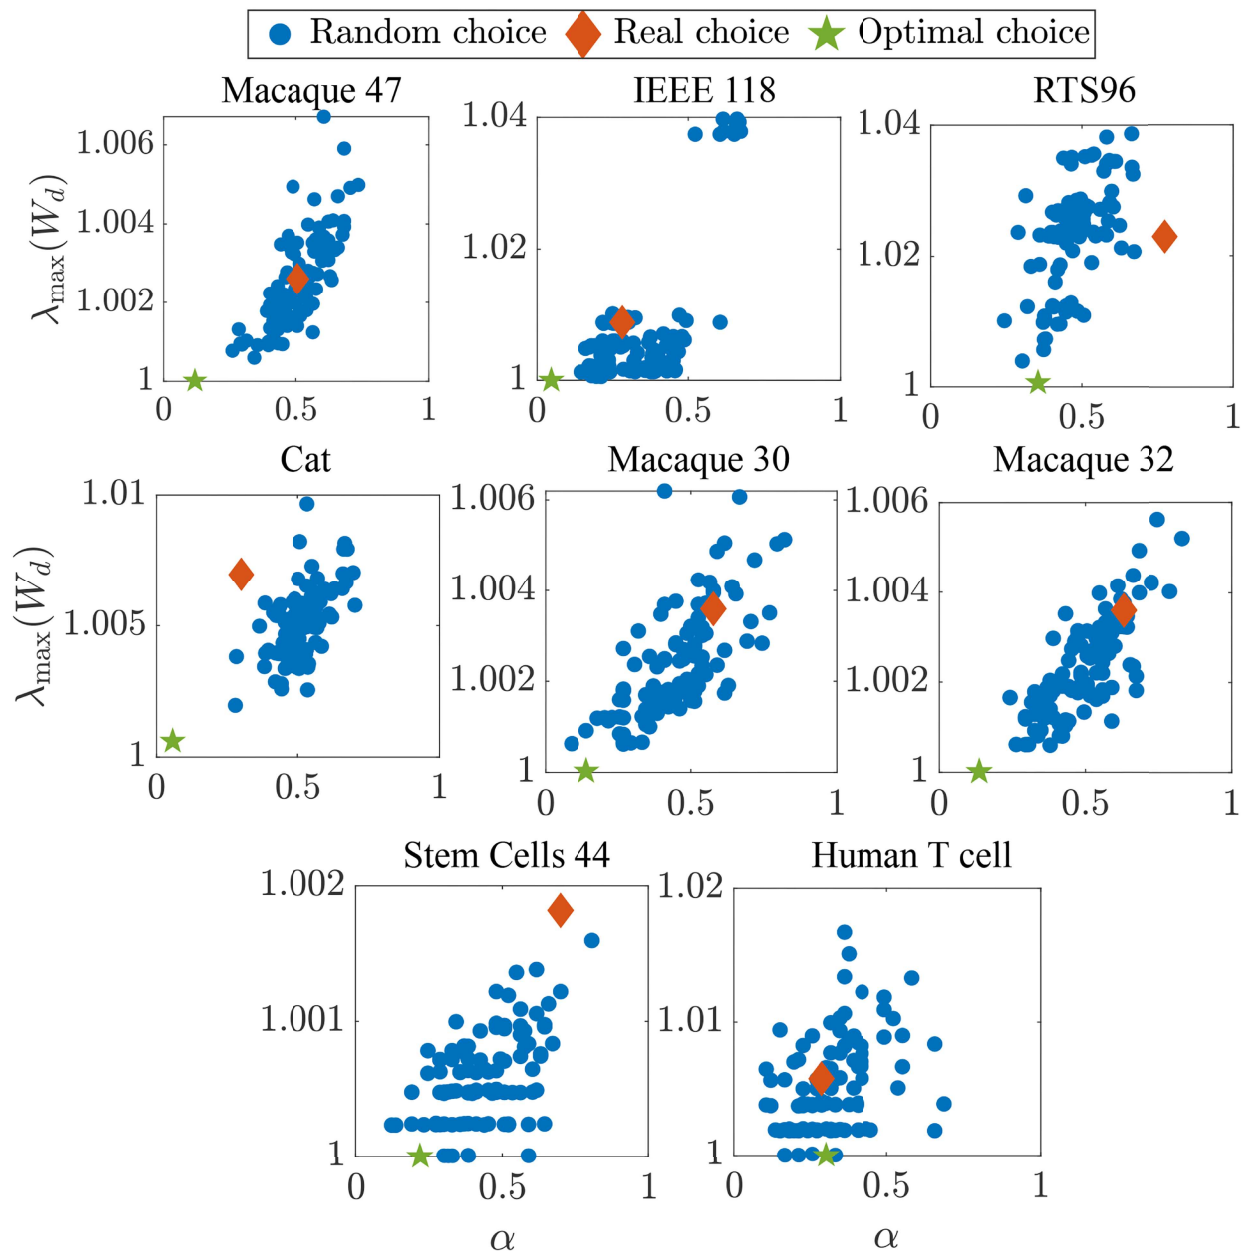 Random choice Real choice Optimal choice
Macaque 47 IEEE 118 RTS96
1.006
1.004
1.002
1
λmax(Wd)
0 0.5 1
1.04
1.02
1
0 0.5 1
1.04
1.02
1
0 0.5 1
Cat Macaque 30 Macaque 32
1.01
1.005
1
λmax(Wd)
0 0.5 1
1.006
1.004
1.002
1
0 0.5 1
1.006
1.004
1.002
1
0 0.5 1
Stem Cells 44 Human T cell
1.002
1.001
1
0 0.5 1
α
1.02
1.01
1
0 0.5 1
α